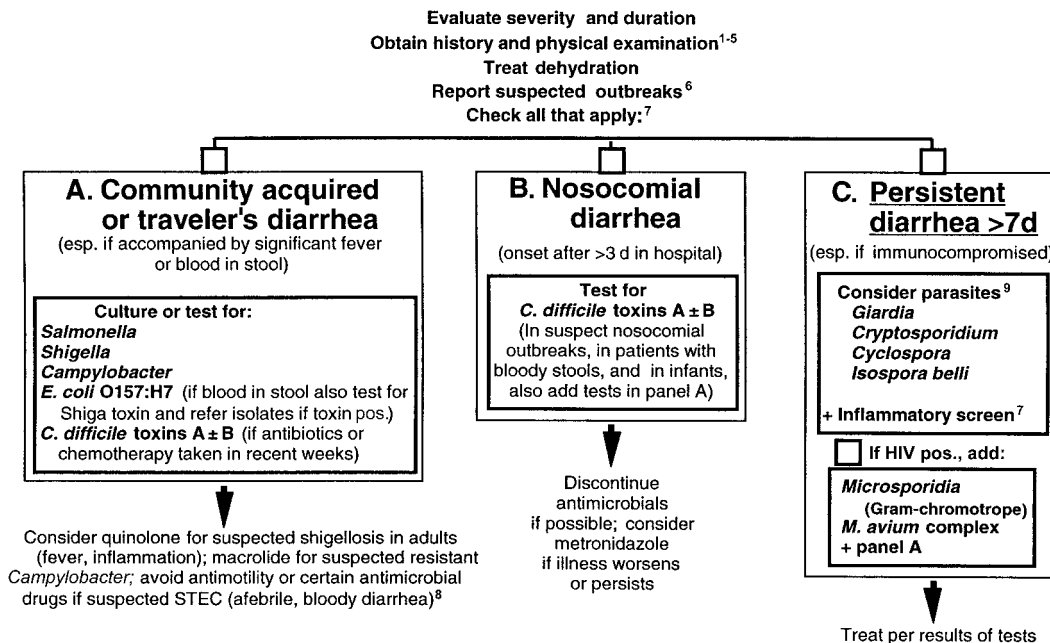 Evaluate severity and duration
Obtain history and physical examination1-5
Treat dehydration
Report suspected outbreaks6
Check all that apply:7
A. Community acquired
or traveler's diarrhea
(esp. if accompanied by significant fever
or blood in stool)
Culture or test for:
Salmonella
Shigella
Campylobacter
E. coli O157:H7 (if blood in stool also test for
Shiga toxin and refer isolates if toxin pos.)
C. difficile toxins A ± B (if antibiotics or
chemotherapy taken in recent weeks)
Consider quinolone for suspected shigellosis in adults
(fever, inflammation); macrolide for suspected resistant
Campylobacter; avoid antimotility or certain antimicrobial
drugs if suspected STEC (afebrile, bloody diarrhea)8
B. Nosocomial
diarrhea
(onset after >3 d in hospital)
Test for
C. difficile toxins A ± B
(In suspect nosocomial
outbreaks, in patients with
bloody stools, and in infants,
also add tests in panel A)
Discontinue
antimicrobials
if possible; consider
metronidazole
if illness worsens
or persists
C. Persistent
diarrhea >7d
(esp. if immunocompromised)
Consider parasites9
Giardia
Cryptosporidium
Cyclospora
Isospora belli
+ Inflammatory screen7
If HIV pos., add:
Microsporidia
(Gram-chromotrope)
M. avium complex
+ panel A
Treat per results of tests